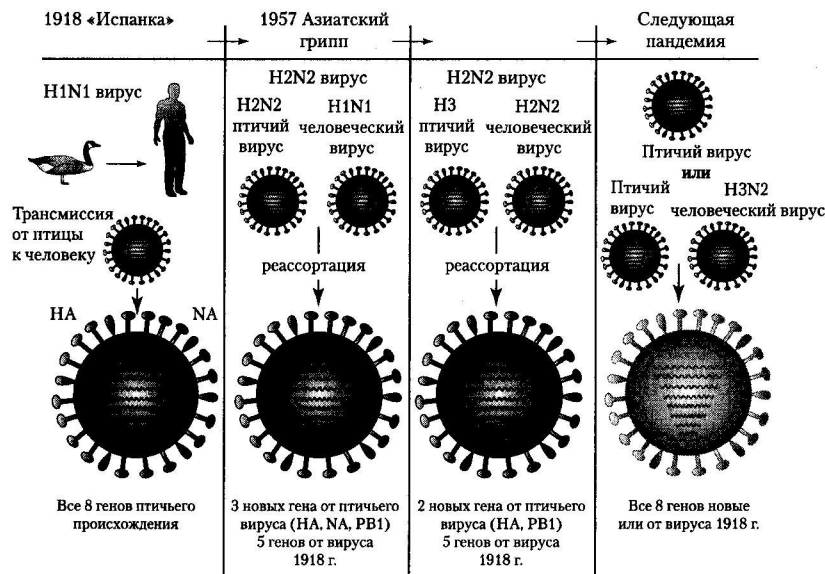 1918 «Испанка»
H1N1 вирус
Трансмиссия
от птицы
к человеку
HA
NA
Все 8 генов птичьего
происхождения
1957 Азиатский
грипп
H2N2 вирус
H2N2
птичий
вирус
H1N1
человеческий
вирус
реассортация
3 новых гена от птичьего
вируса (HA, NA, PB1)
5 генов от вируса
1918 г.
H2N2 вирус
H3
птичий
вирус
H2N2
человеческий
вирус
реассортация
2 новых гена от птичьего
вируса (HA, PB1)
5 генов от вируса
1918 г.
Следующая
пандемия
Птичий вирус
или
Птичий
вирус
H3N2
человеческий вирус
Все 8 генов новые
или от вируса 1918 г.